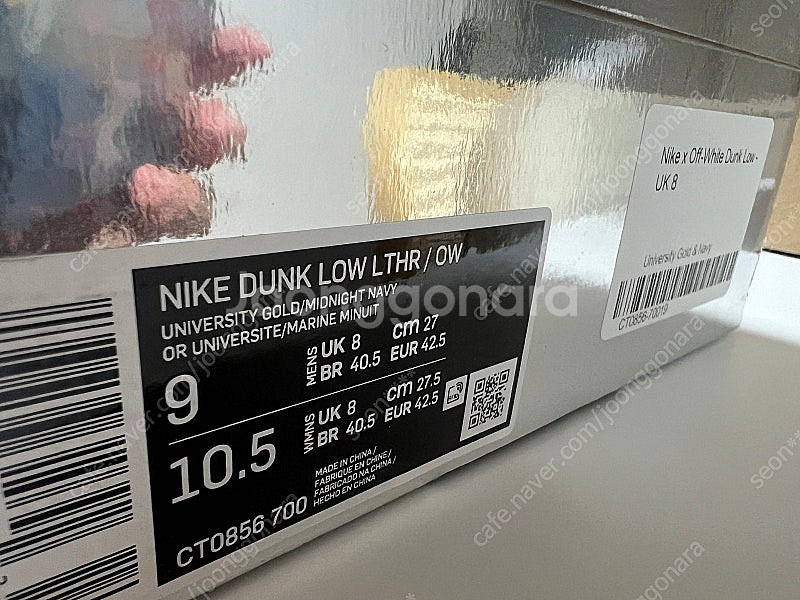 NIKE DUNK LOW LTHR / OW
UNIVERSITY GOLD/MIDNIGHT NAVY
OR UNIVERSITE/MARINE MINUIT
9
MENS
UK 8
cm 27
BR 40.5
EUR 42.5
10.5
WMNS
UK 8
cm 27.5
BR 40.5
EUR 42.5
MADE IN CHINA /
FABRIQUE EN CHINE /
FABRICADO NA CHINA /
HECHO EN CHINA
CT0856 700
Nike x Off-White Dunk Low -
UK 8
University Gold & Navy
CT0856-70019
joonggonara
cafe.naver.com/joonggonara